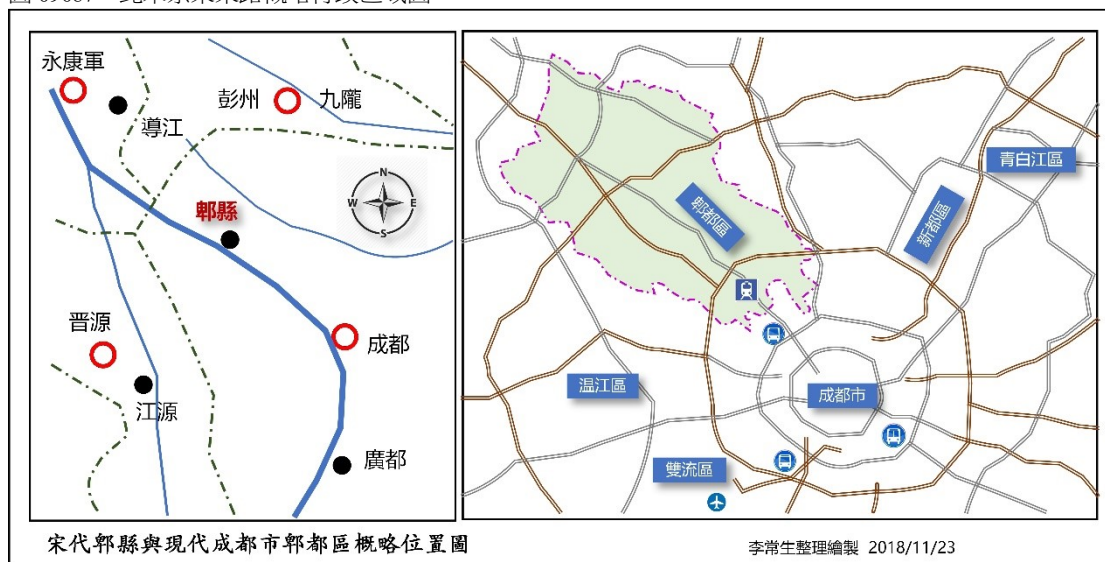 永康軍
彭州
九隴
導江
N
W
E
S
郫縣
晋源
成都
江源
廣都
青白江區
新都區
郫都區
温江區
成都市
雙流區
宋代郫縣與現代成都市郫都區概略位置圖
李常生整理繪製 2018/11/23